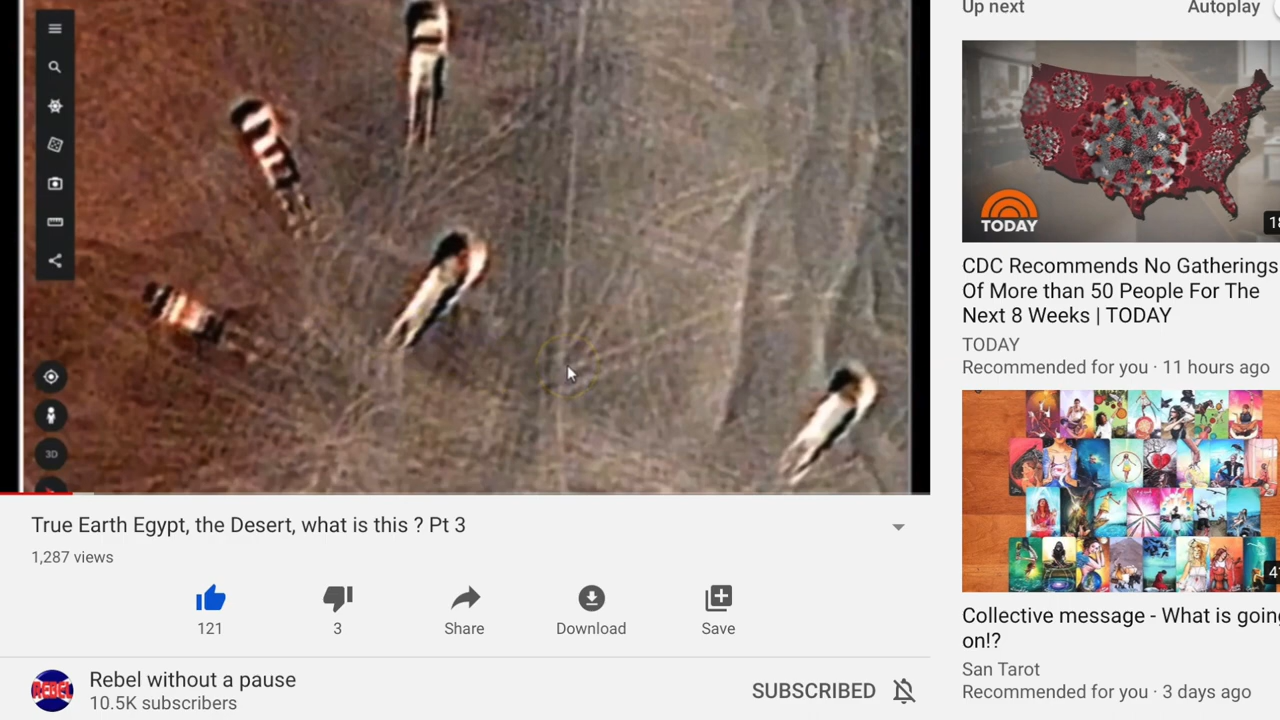 Up next
Autoplay
3D
TODAY
CDC Recommends No Gatherings
Of More than 50 People For The
Next 8 Weeks | TODAY
TODAY
Recommended for you · 11 hours ago
True Earth Egypt, the Desert, what is this ? Pt 3
1,287 views
121
3
Share
Download
Save
Collective message - What is going
on!?
San Tarot
Recommended for you · 3 days ago
REBEL
Rebel without a pause
10.5K subscribers
SUBSCRIBED